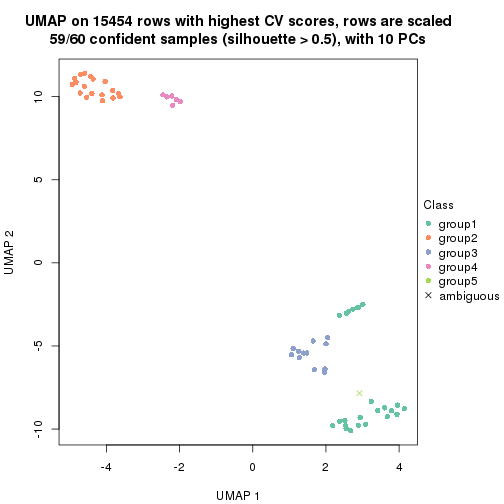 UMAP on 15454 rows with highest CV scores, rows are scaled
59/60 confident samples (silhouette > 0.5), with 10 PCs
10
5
0
-5
-10
UMAP 2
-4
-2
0
2
4
UMAP 1
Class
group1
group2
group3
group4
group5
ambiguous